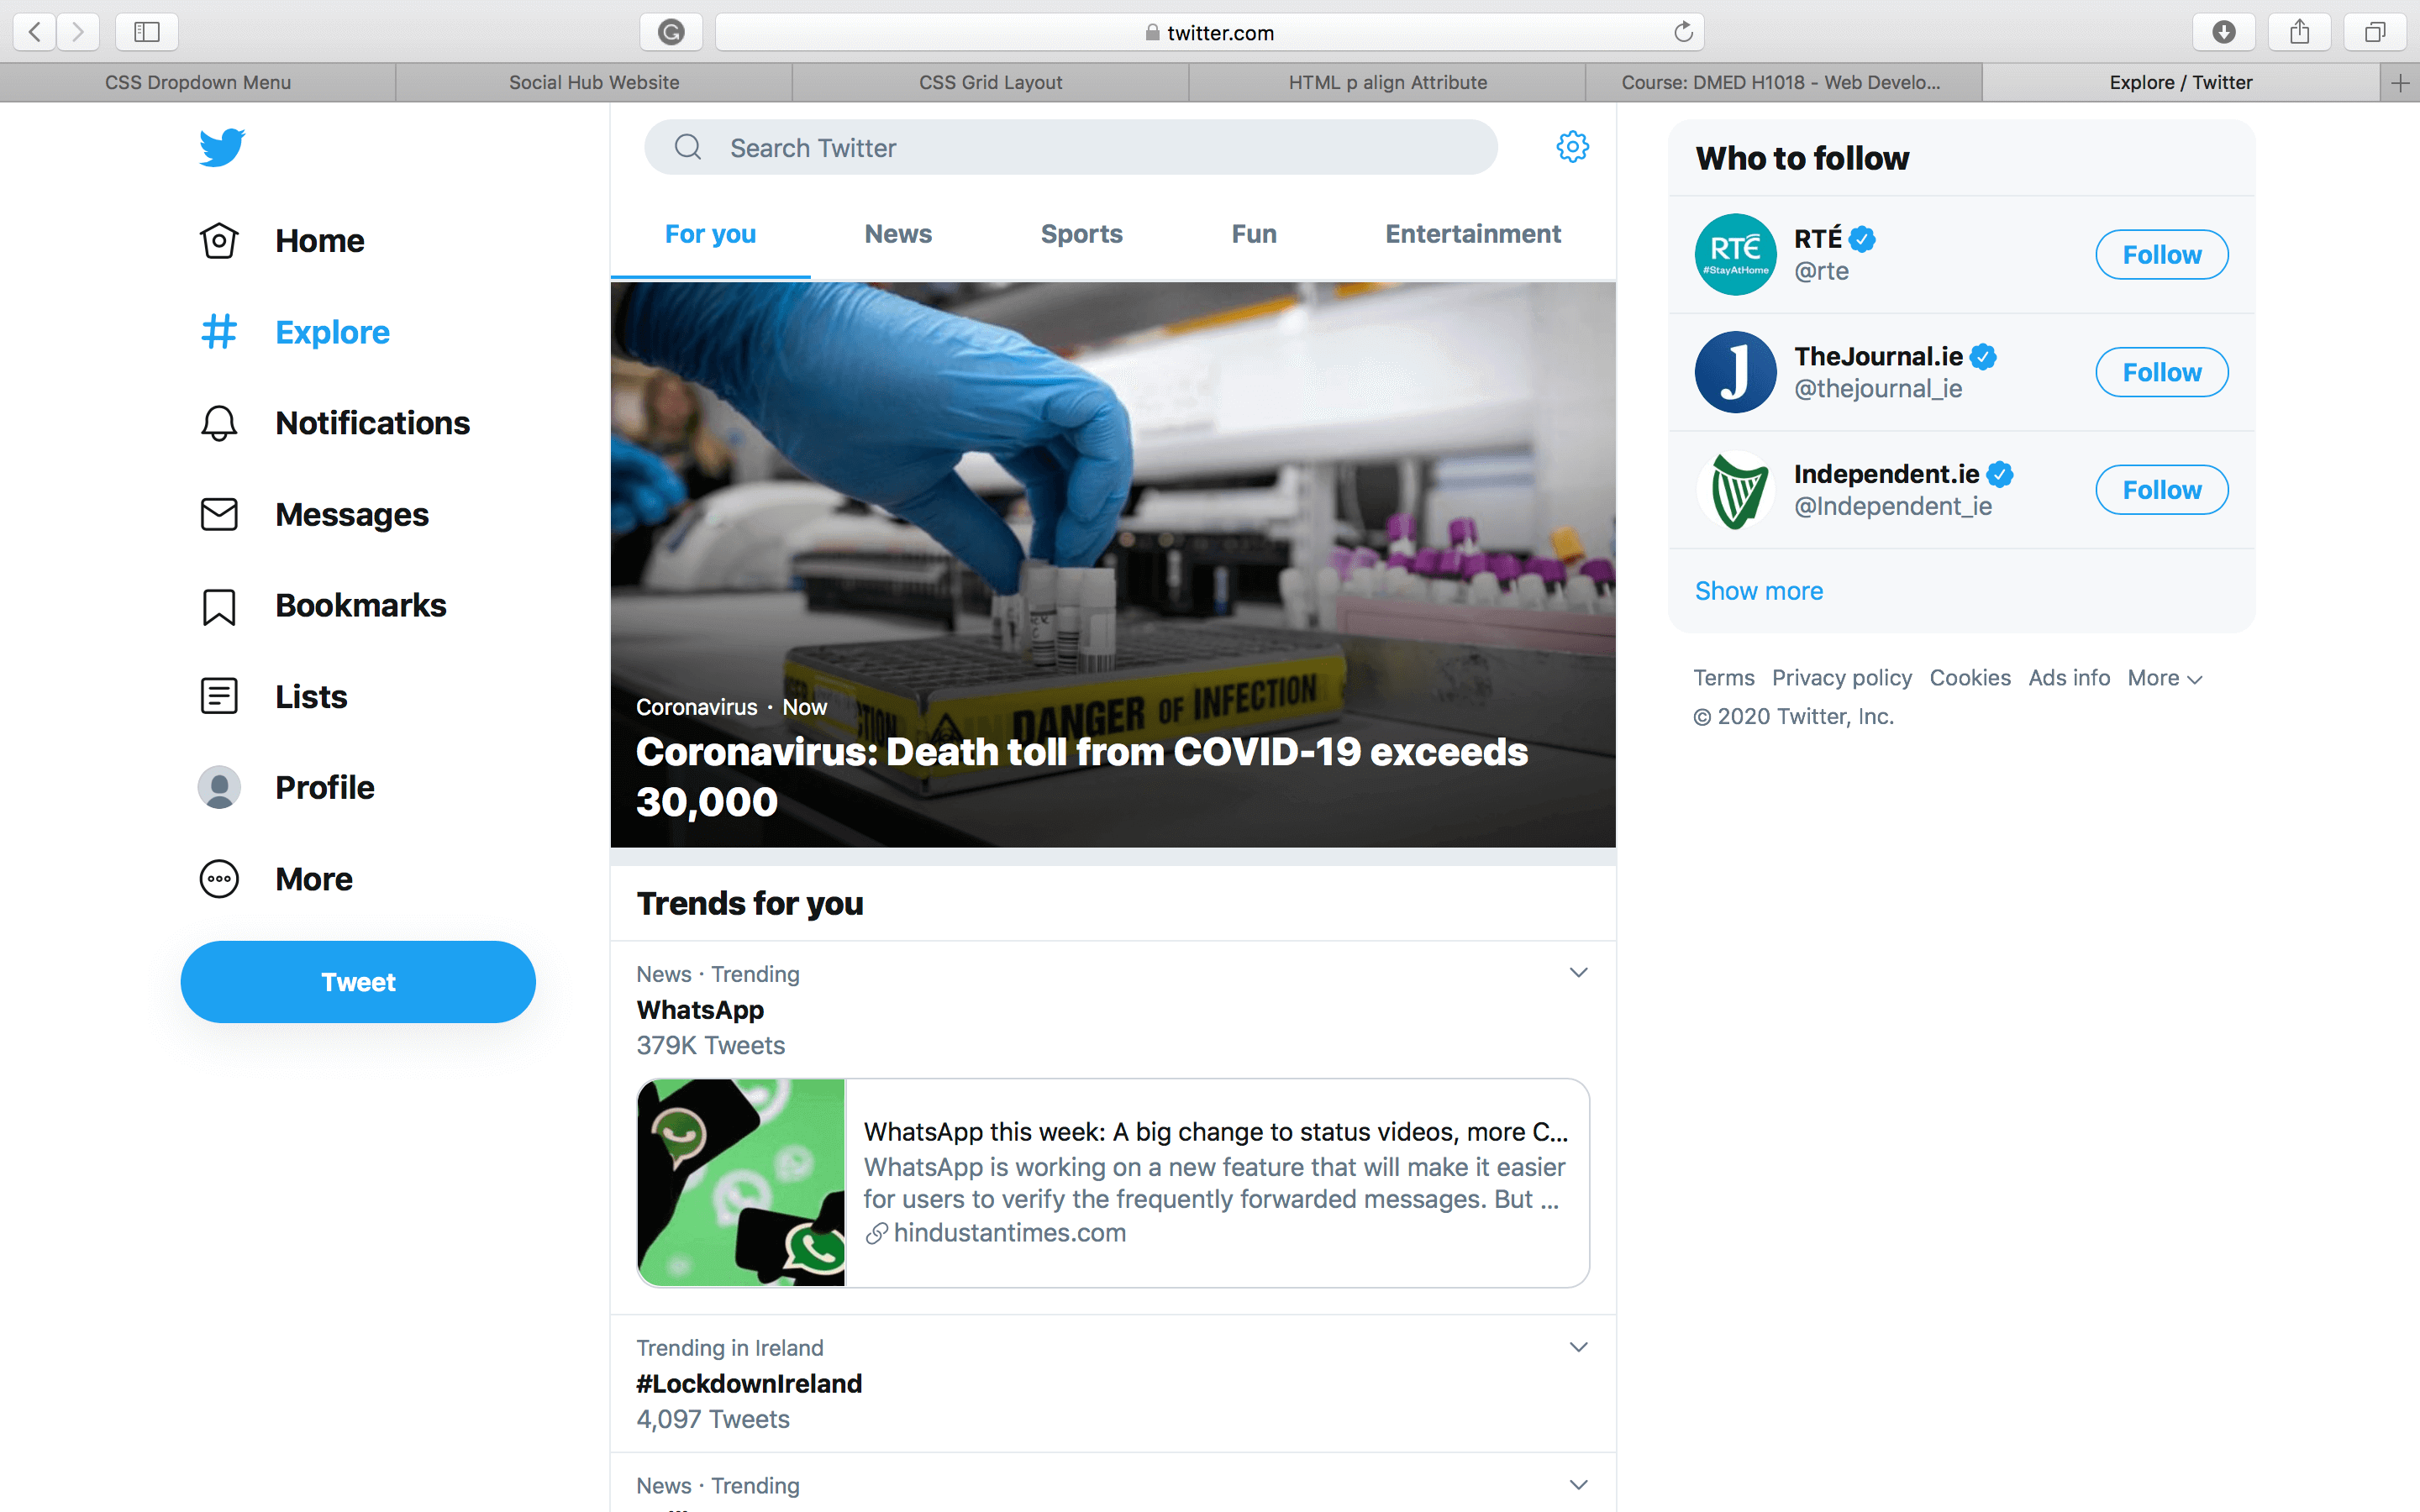 twitter.com
CSS Dropdown Menu
Social Hub Website
CSS Grid Layout
HTML p align Attribute
Course: DMED H1018 - Web Develo...
Explore / Twitter
Home
Explore
Notifications
Messages
Bookmarks
Lists
Profile
More
Tweet
Search Twitter
For you
News
Sports
Fun
Entertainment
DANGER OF INFECTION
Coronavirus · Now
Coronavirus: Death toll from COVID-19 exceeds
30,000
Trends for you
News · Trending
WhatsApp
379K Tweets
WhatsApp this week: A big change to status videos, more C...
WhatsApp is working on a new feature that will make it easier
for users to verify the frequently forwarded messages. But ...
hindustantimes.com
Trending in Ireland
#LockdownIreland
4,097 Tweets
News · Trending
Who to follow
RTÉ
#StayAtHome
RTÉ
@rte
Follow
J
TheJournal.ie
@thejournal_ie
Follow
Independent.ie
@Independent_ie
Follow
Show more
Terms Privacy policy Cookies Ads info More
© 2020 Twitter, Inc.